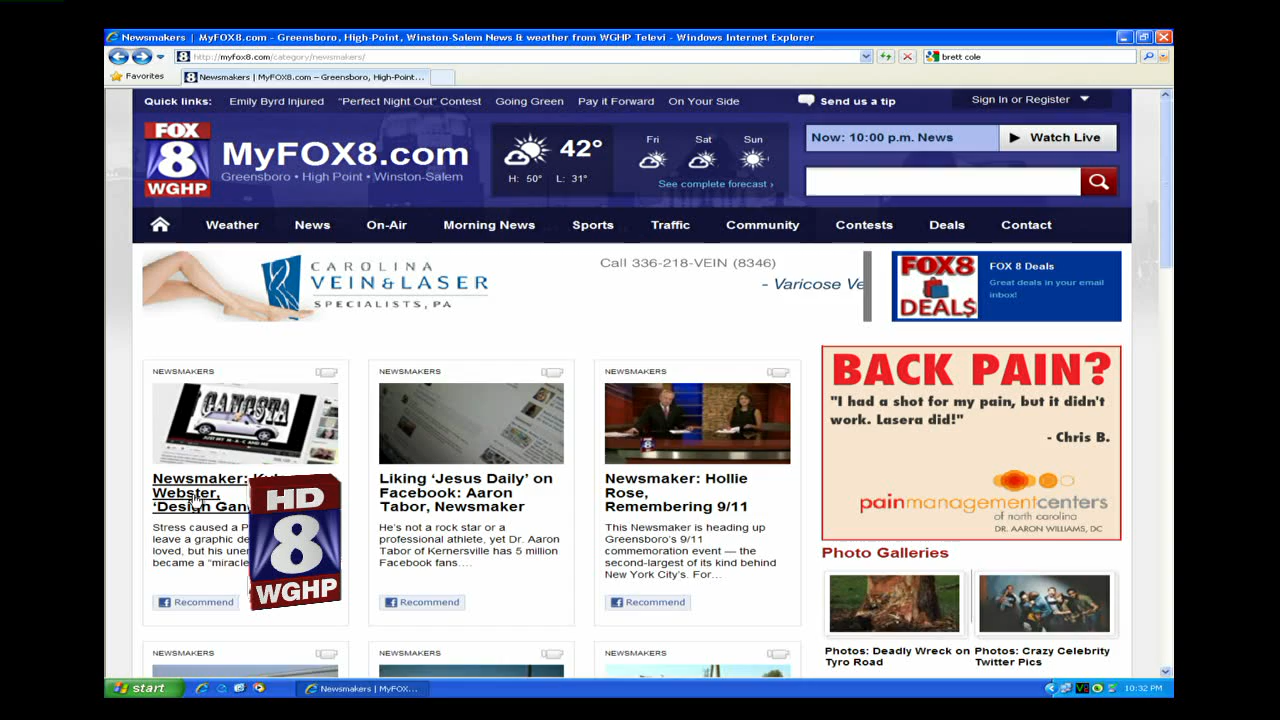 Newsmakers | MyFOX8.com - Greensboro, High-Point, Winston-Salem News & weather from WGHP Televi - Windows Internet Explorer
http://myfox8.com/category/newsmakers/
brett cole
Favorites
Newsmakers | MyFOX8.com – Greensboro, High-Point...
Quick links: Emily Byrd Injured "Perfect Night Out" Contest Going Green Pay it Forward On Your Side Send us a tip Sign In or Register
FOX
8
WGHP
MyFOX8.com
Greensboro • High Point • Winston-Salem
42°
H: 50° L: 31°
Fri Sat Sun
See complete forecast ›
Now: 10:00 p.m. News
Watch Live
Weather News On-Air Morning News Sports Traffic Community Contests Deals Contact
CAROLINA
VEIN & LASER
SPECIALISTS, PA
Call 336-218-VEIN (8346)
- Varicose Ve
FOX8
DEAL$
FOX 8 Deals
Great deals in your email
inbox!
NEWSMAKERS
GANGSTA
Newsmaker:
Webster,
'Design Gan
Stress caused a P
leave a graphic de
loved, but his uner
became a "miracle
Recommend
HD
8
WGHP
NEWSMAKERS
Liking 'Jesus Daily' on
Facebook: Aaron
Tabor, Newsmaker
He's not a rock star or a
professional athlete, yet Dr. Aaron
Tabor of Kernersville has 5 million
Facebook fans....
Recommend
NEWSMAKERS
Newsmaker: Hollie
Rose,
Remembering 9/11
This Newsmaker is heading up
Greensboro's 9/11
commemoration event — the
second-largest of its kind behind
New York City's. For...
Recommend
BACK PAIN?
"I had a shot for my pain, but it didn't
work. Lasera did!"
- Chris B.
painmanagementcenters
of north carolina
DR. AARON WILLIAMS, DC
Photo Galleries
Photos: Deadly Wreck on
Tyro Road
Photos: Crazy Celebrity
Twitter Pics
NEWSMAKERS
NEWSMAKERS
NEWSMAKERS
start
Newsmakers | MyFOX...
10:32 PM